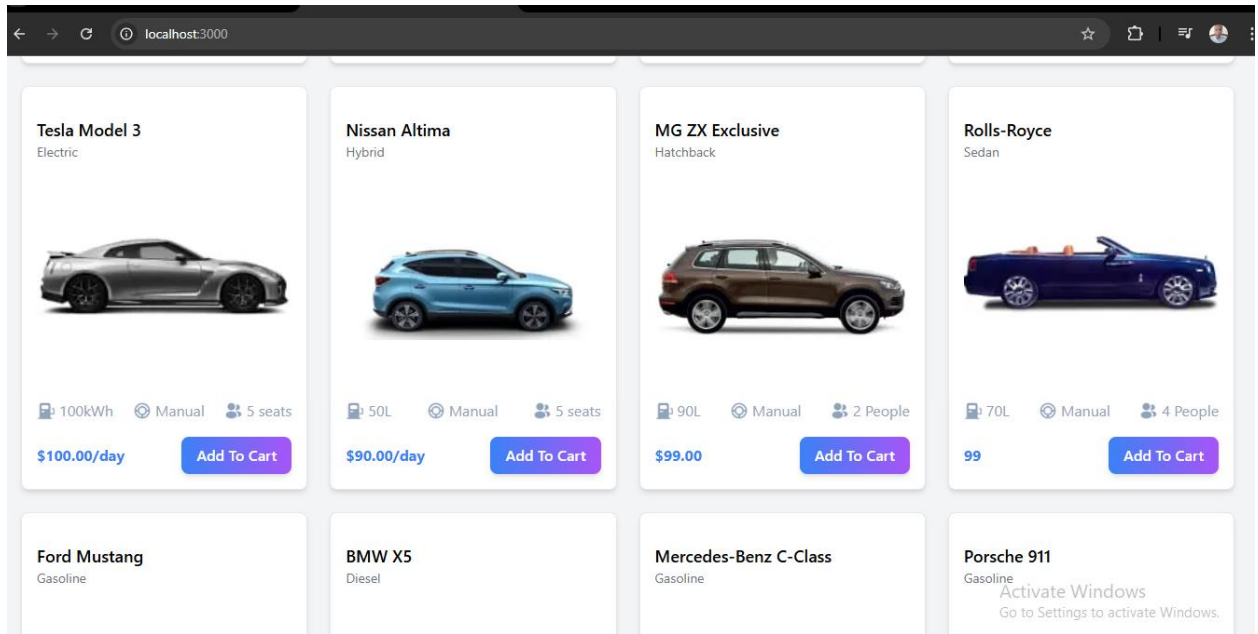 localhost:3000
Tesla Model 3
Electric
100kWh Manual 5 seats
$100.00/day Add To Cart
Nissan Altima
Hybrid
50L Manual 5 seats
$90.00/day Add To Cart
MG ZX Exclusive
Hatchback
90L Manual 2 People
$99.00 Add To Cart
Rolls-Royce
Sedan
70L Manual 4 People
99 Add To Cart
Ford Mustang
Gasoline
BMW X5
Diesel
Mercedes-Benz C-Class
Gasoline
Porsche 911
Gasoline
Activate Windows
Go to Settings to activate Windows.